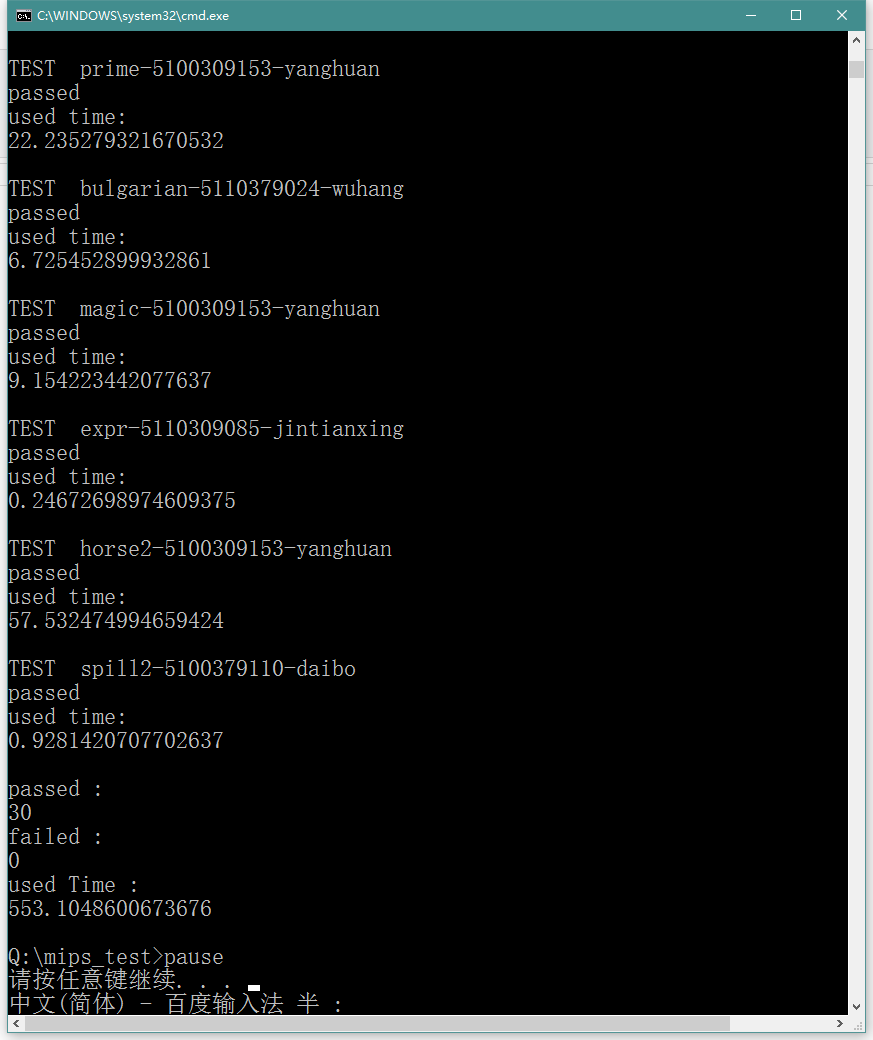 C:\WINDOWS\system32\cmd.exe
TEST  prime-5100309153-yanghuan
passed
used time:
22.235279321670532
TEST  bulgarian-5110379024-wuhang
passed
used time:
6.725452899932861
TEST  magic-5100309153-yanghuan
passed
used time:
9.154223442077637
TEST  expr-5110309085-jintianxing
passed
used time:
0.24672698974609375
TEST  horse2-5100309153-yanghuan
passed
used time:
57.532474994659424
TEST  spill2-5100379110-daibo
passed
used time:
0.9281420707702637
passed :
30
failed :
0
used Time :
553.1048600673676
Q:\mips_test>pause
请按任意键继续. . .
中文(简体) - 百度输入法 半 :